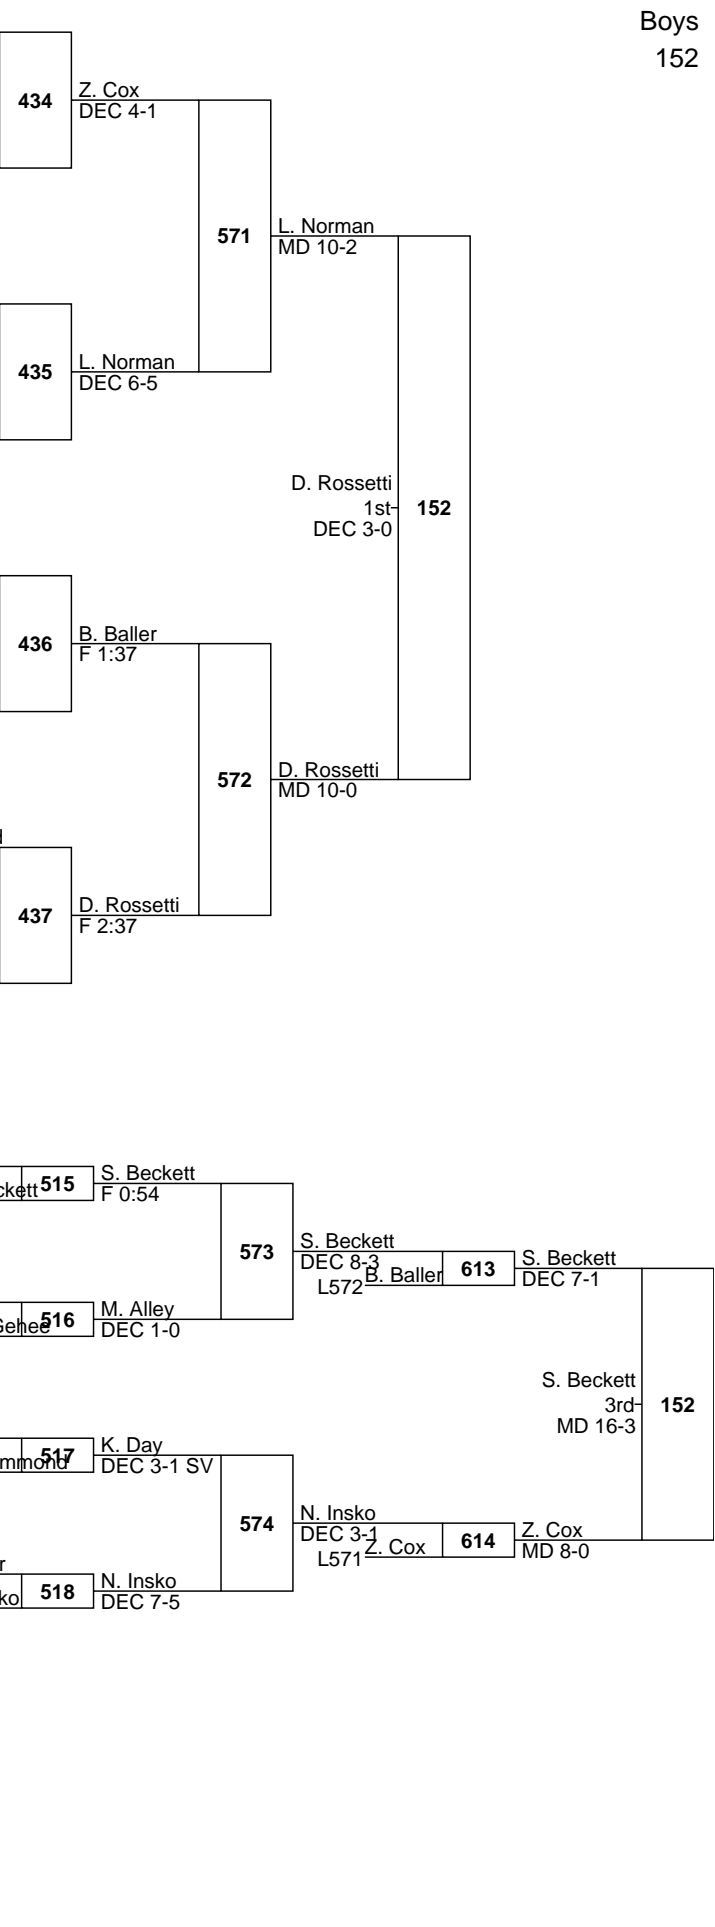 Boys
152
434
Z. Cox
DEC 4-1
571
L. Norman
MD 10-2
435
L. Norman
DEC 6-5
D. Rossetti
1st
DEC 3-0
152
436
B. Baller
F 1:37
572
D. Rossetti
MD 10-0
437
D. Rossetti
F 2:37
ckett
515
S. Beckett
F 0:54
573
S. Beckett
DEC 8-3
L572
B. Baller
613
S. Beckett
DEC 7-1
Gehee
516
M. Alley
DEC 1-0
S. Beckett
3rd
MD 16-3
152
mmond
517
K. Day
DEC 3-1 SV
574
N. Insko
DEC 3-1
L571
Z. Cox
614
Z. Cox
MD 8-0
r
ko
518
N. Insko
DEC 7-5